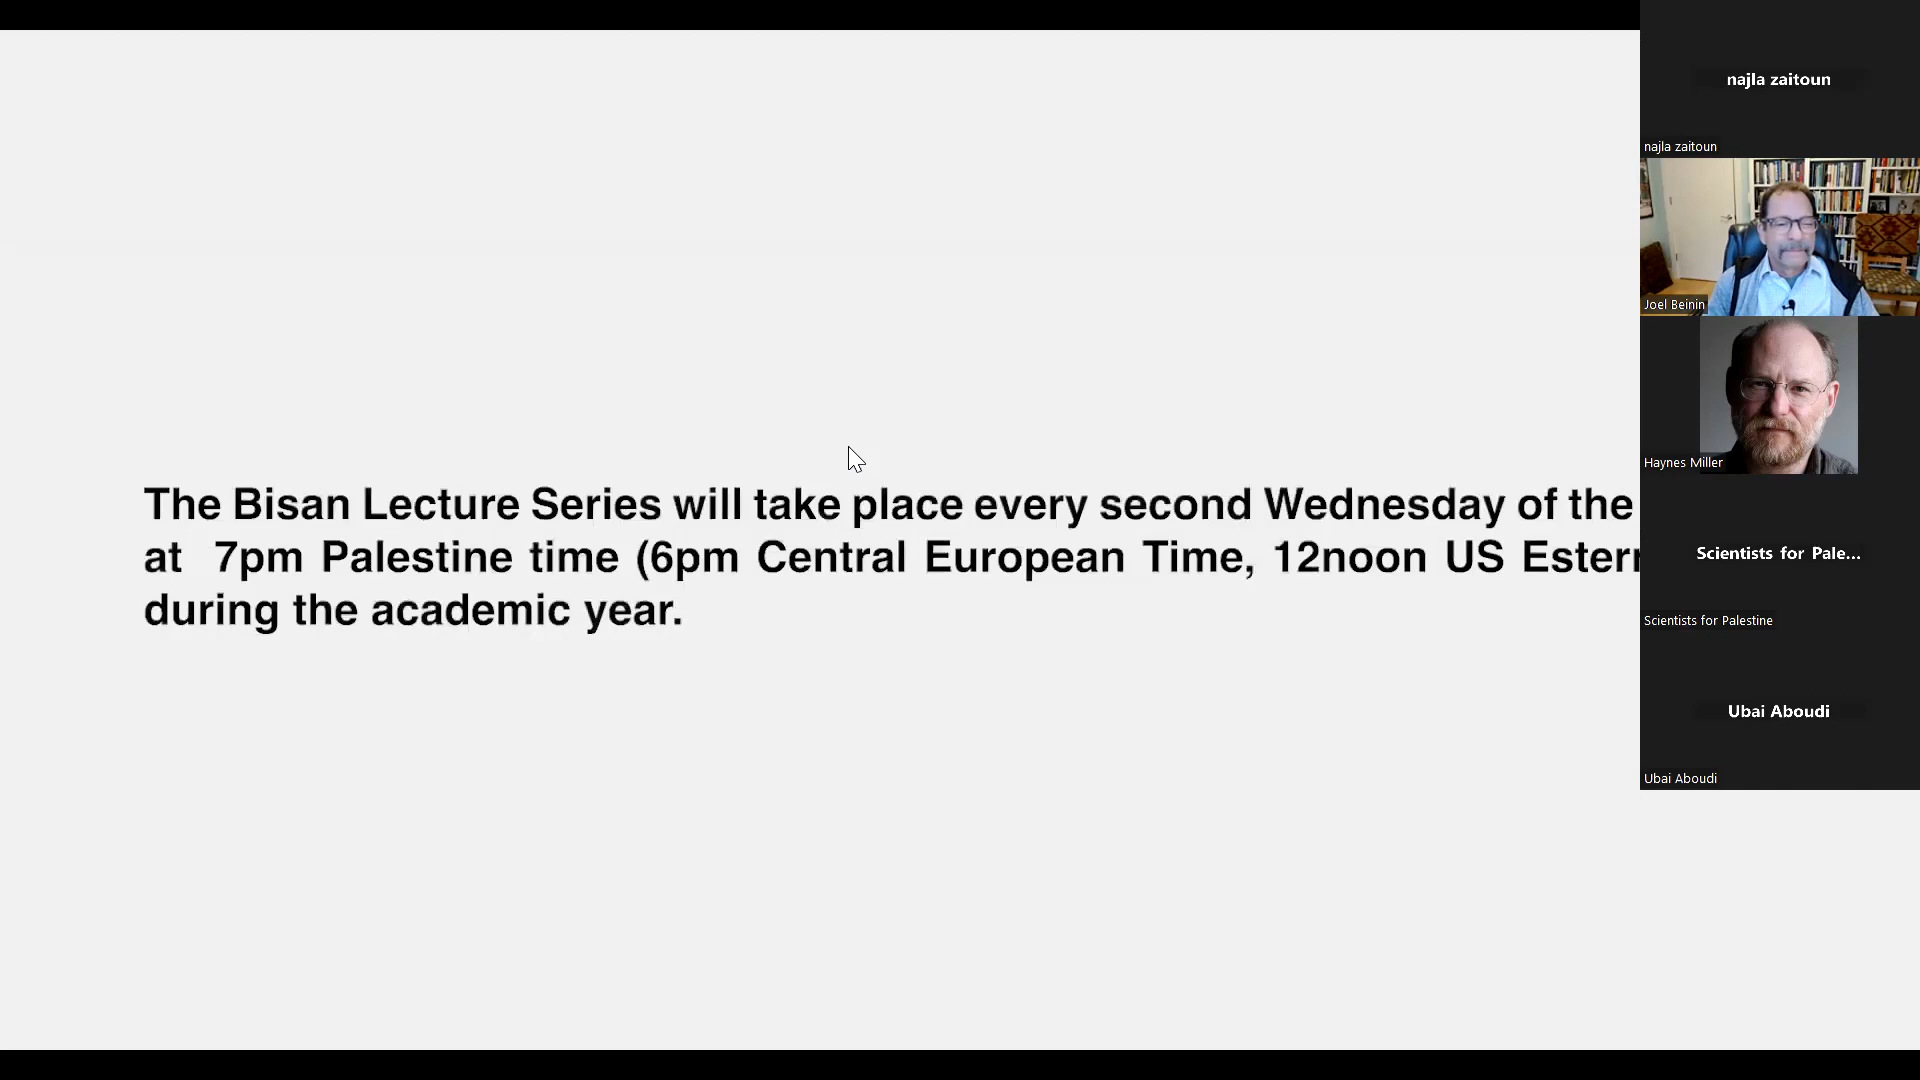 The Bisan Lecture Series will take place every second Wednesday of the
at 7pm Palestine time (6pm Central European Time, 12noon US Estern
during the academic year.
najla zaitoun
najla zaitoun
Joel Beinin
Haynes Miller
Scientists for Pale...
Scientists for Palestine
Ubai Aboudi
Ubai Aboudi